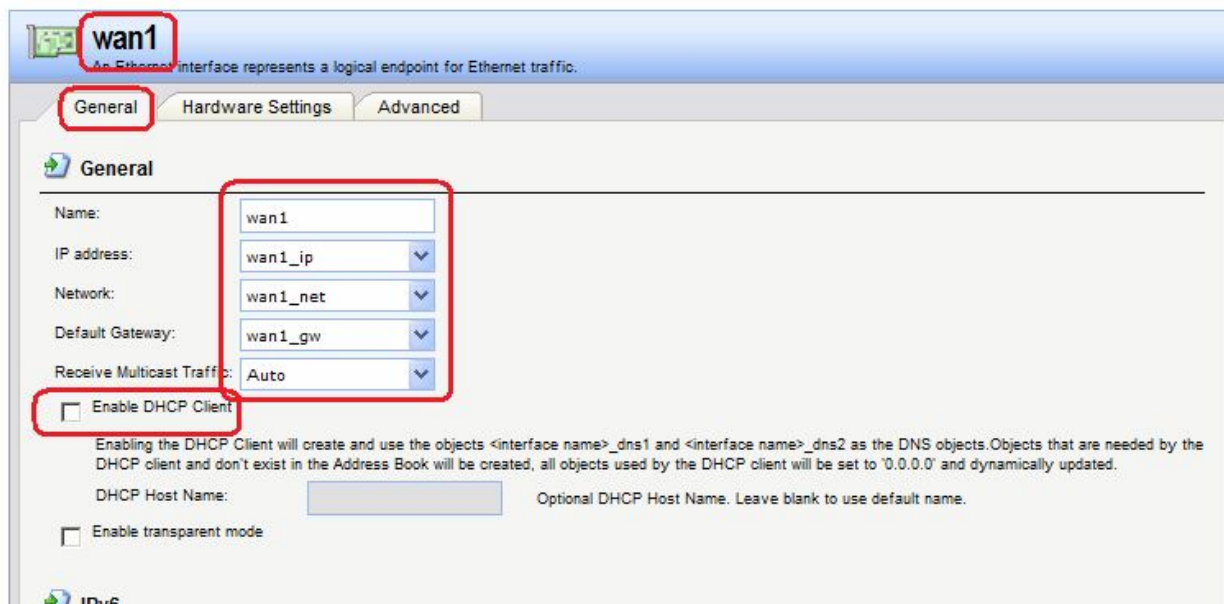 wan1
An Ethernet interface represents a logical endpoint for Ethernet traffic.
General Hardware Settings Advanced
General
Name: wan1
IP address: wan1_ip
Network: wan1_net
Default Gateway: wan1_gw
Receive Multicast Traffic: Auto
Enable DHCP Client
Enabling the DHCP Client will create and use the objects <interface name>_dns1 and <interface name>_dns2 as the DNS objects.Objects that are needed by the
DHCP client and don't exist in the Address Book will be created, all objects used by the DHCP client will be set to '0.0.0.0' and dynamically updated.
DHCP Host Name: Optional DHCP Host Name. Leave blank to use default name.
Enable transparent mode
IPv6